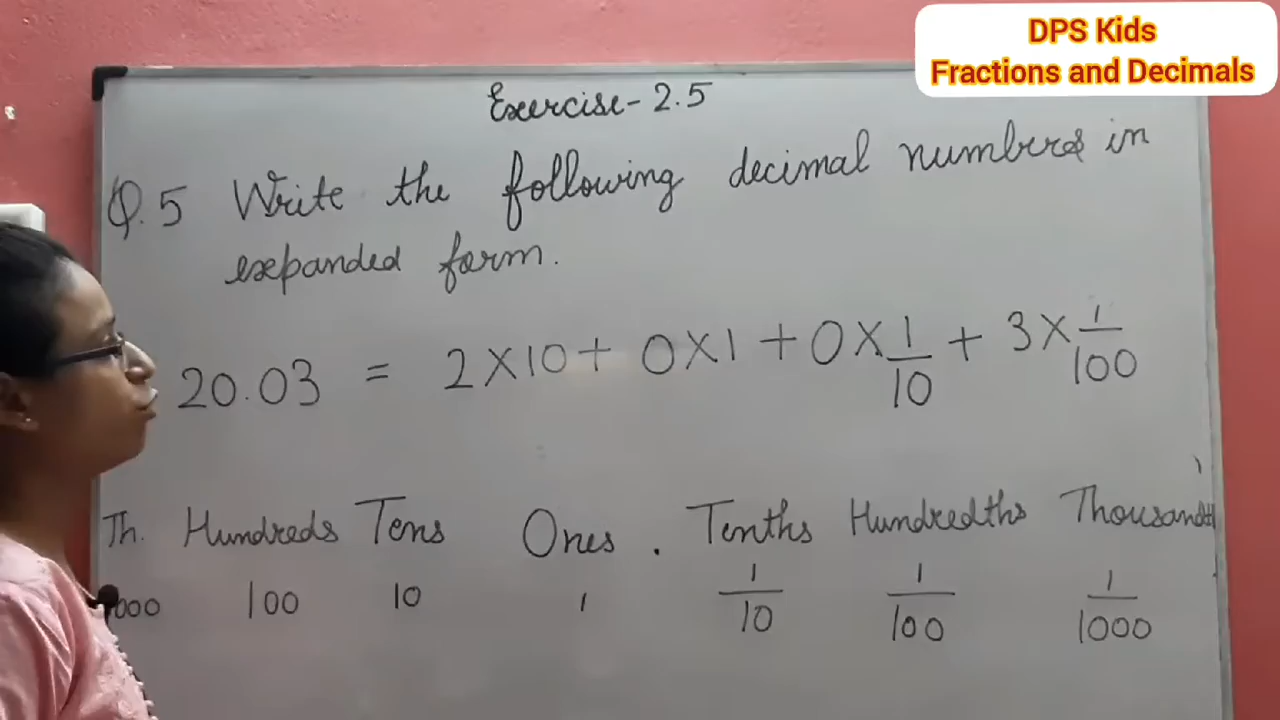 DPS Kids
Fractions and Decimals
Exercise - 2.5
Q.5 Write the following decimal numbers in
expanded form.
20.03 = 2 × 10 + 0 × 1 + 0 × 1/10 + 3 × 1/100
Th. Hundreds Tens Ones . Tenths Hundredths
1000 100 10 1 1/10 1/100 1/1000